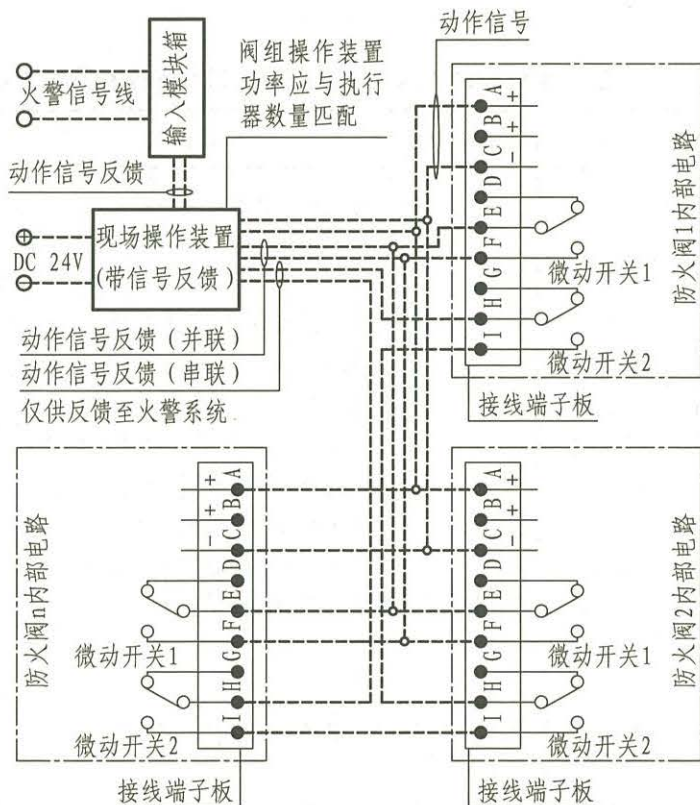 动作信号
输入模块箱
火警信号线
阀组操作装置
功率应与执行
器数量匹配
动作信号反馈
现场操作装置
(带信号反馈)
DC 24V
动作信号反馈(并联)
动作信号反馈(串联)
仅供反馈至火警系统
A
B
C
D
E
F
G
H
I
+
+
-
微动开关1
微动开关2
防火阀1内部电路
接线端子板
A
B
C
D
E
F
G
H
I
+
+
-
微动开关1
微动开关2
防火阀n内部电路
接线端子板
A
B
C
D
E
F
G
H
I
+
+
-
微动开关1
微动开关2
防火阀2内部电路
接线端子板